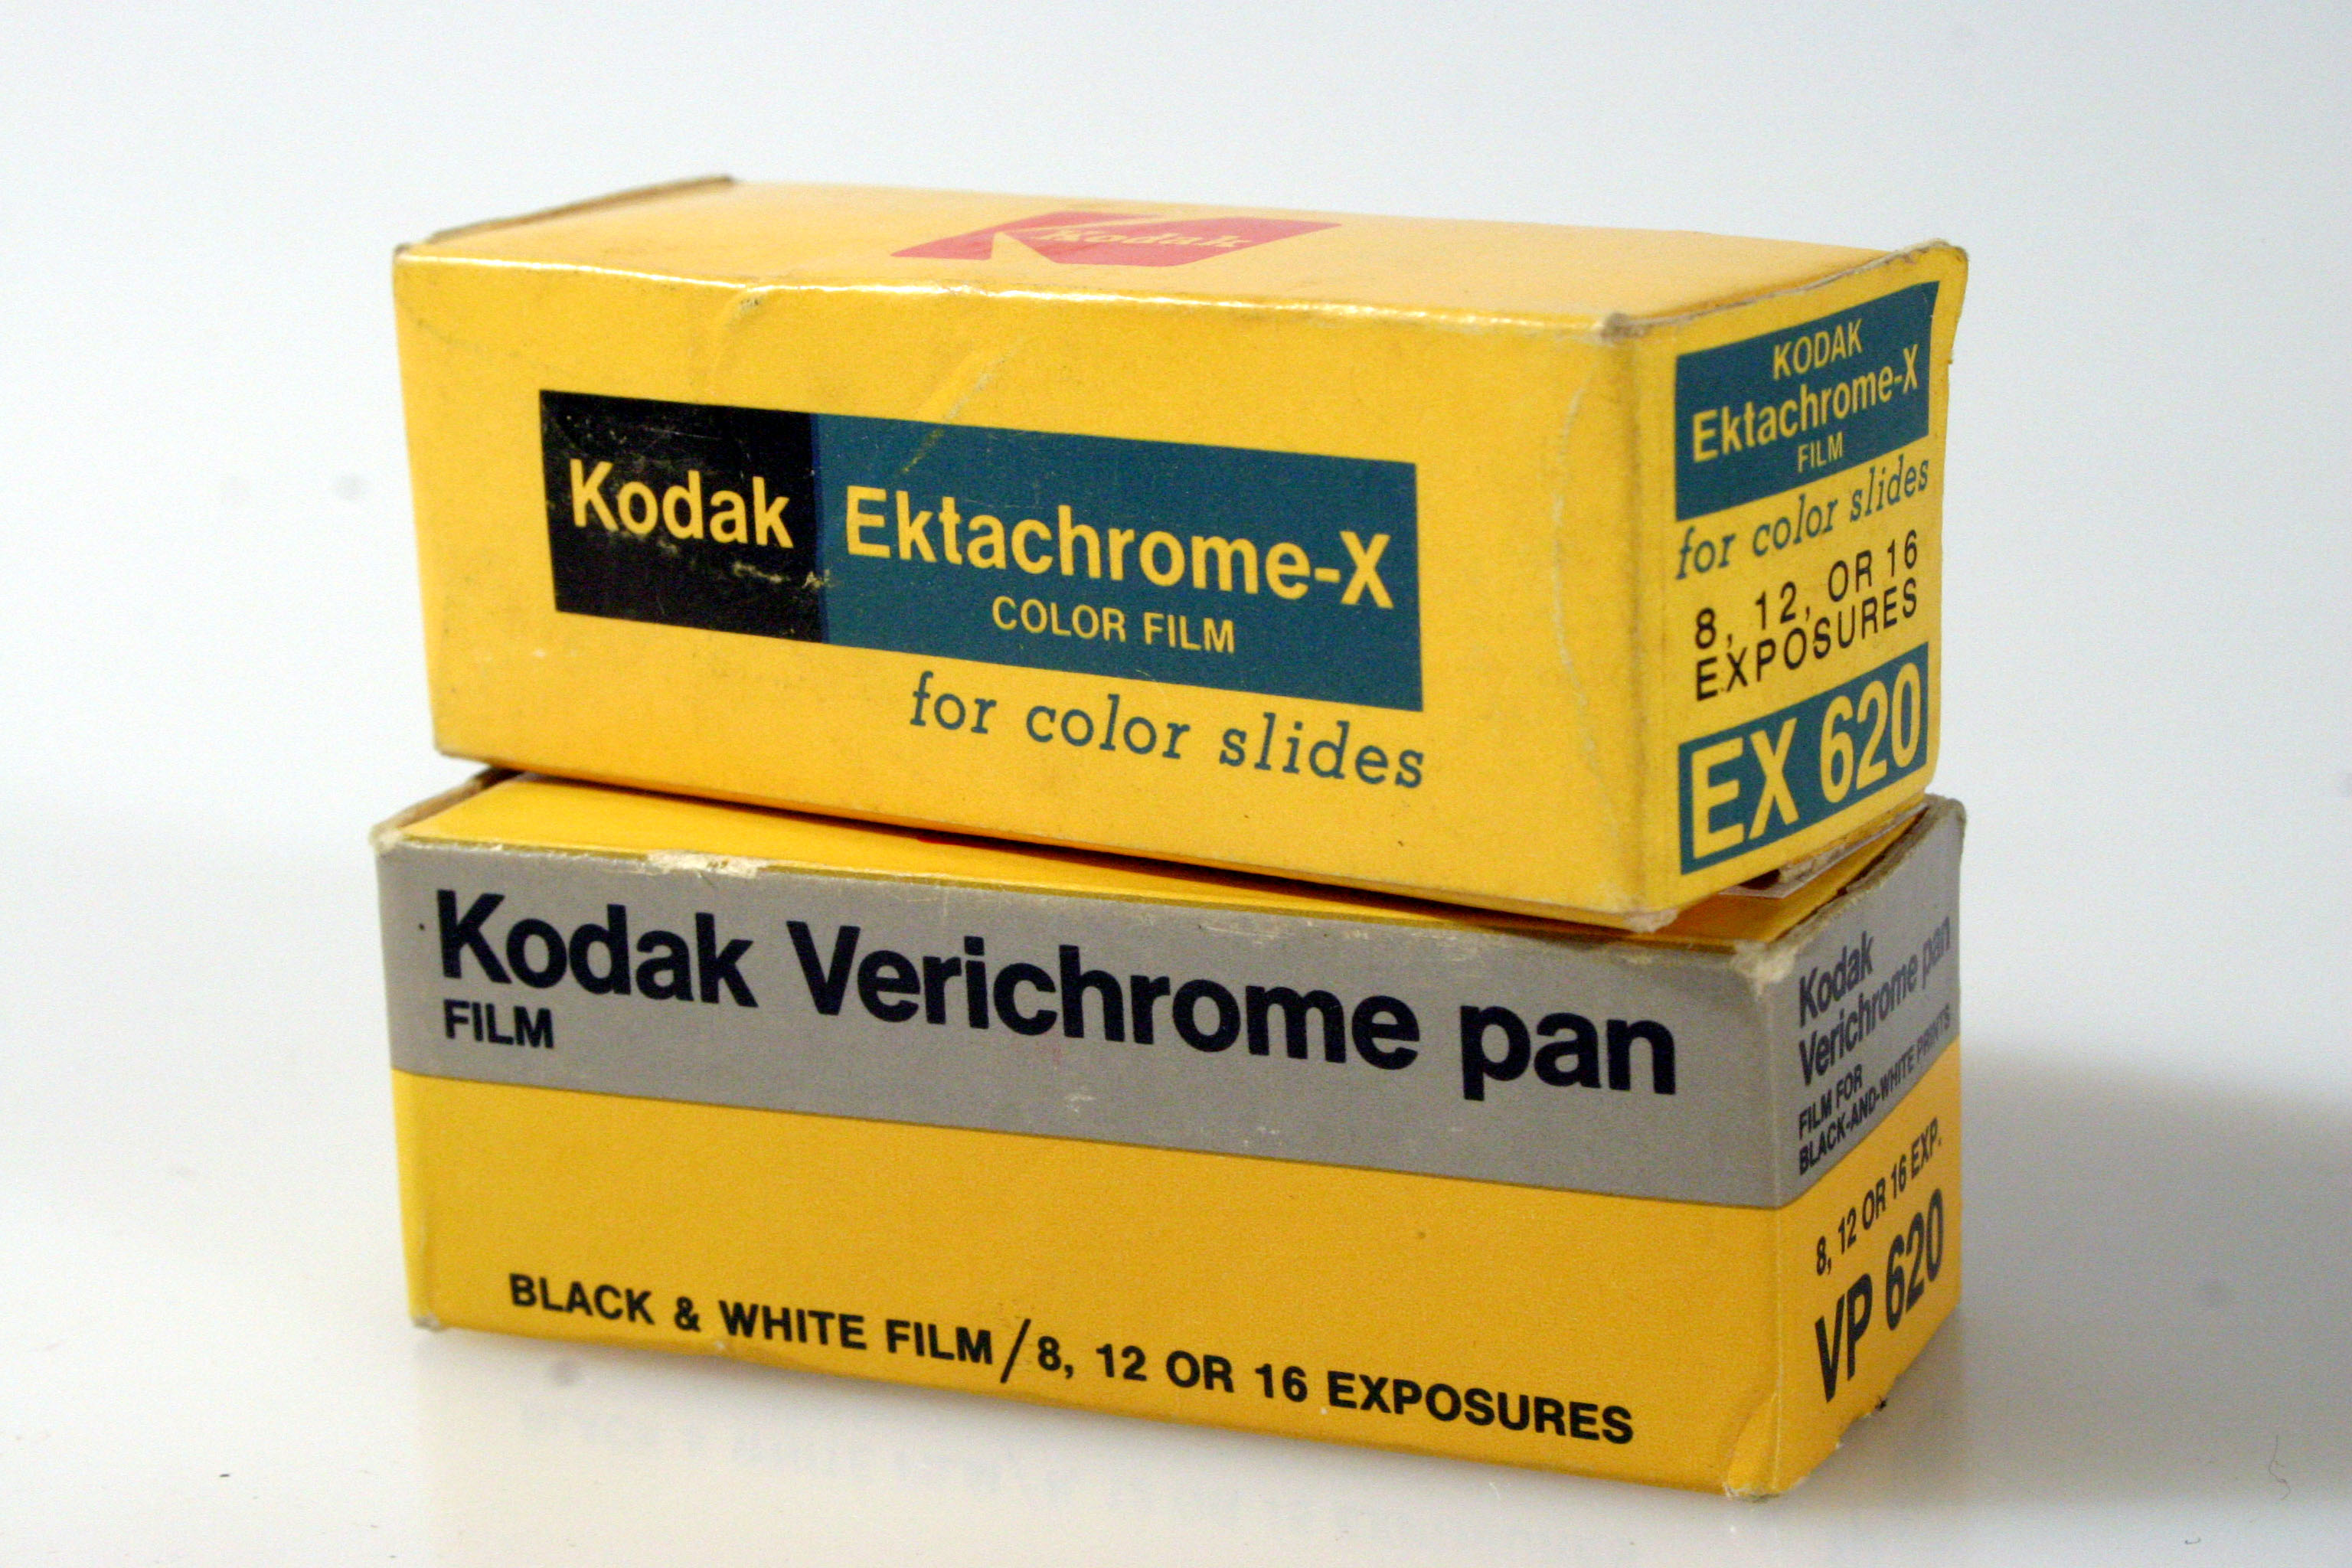 Kodak
Kodak
Ektachrome-X
COLOR FILM
for color slides
KODAK
Ektachrome-X
FILM
for color slides
8, 12, OR 16
EXPOSURES
EX 620
Kodak Verichrome pan
FILM
BLACK & WHITE FILM/8, 12 OR 16 EXPOSURES
Kodak
Verichrome pan
FILM FOR
BLACK-AND-WHITE PRINTS
8, 12 OR 16 EXP.
VP 620